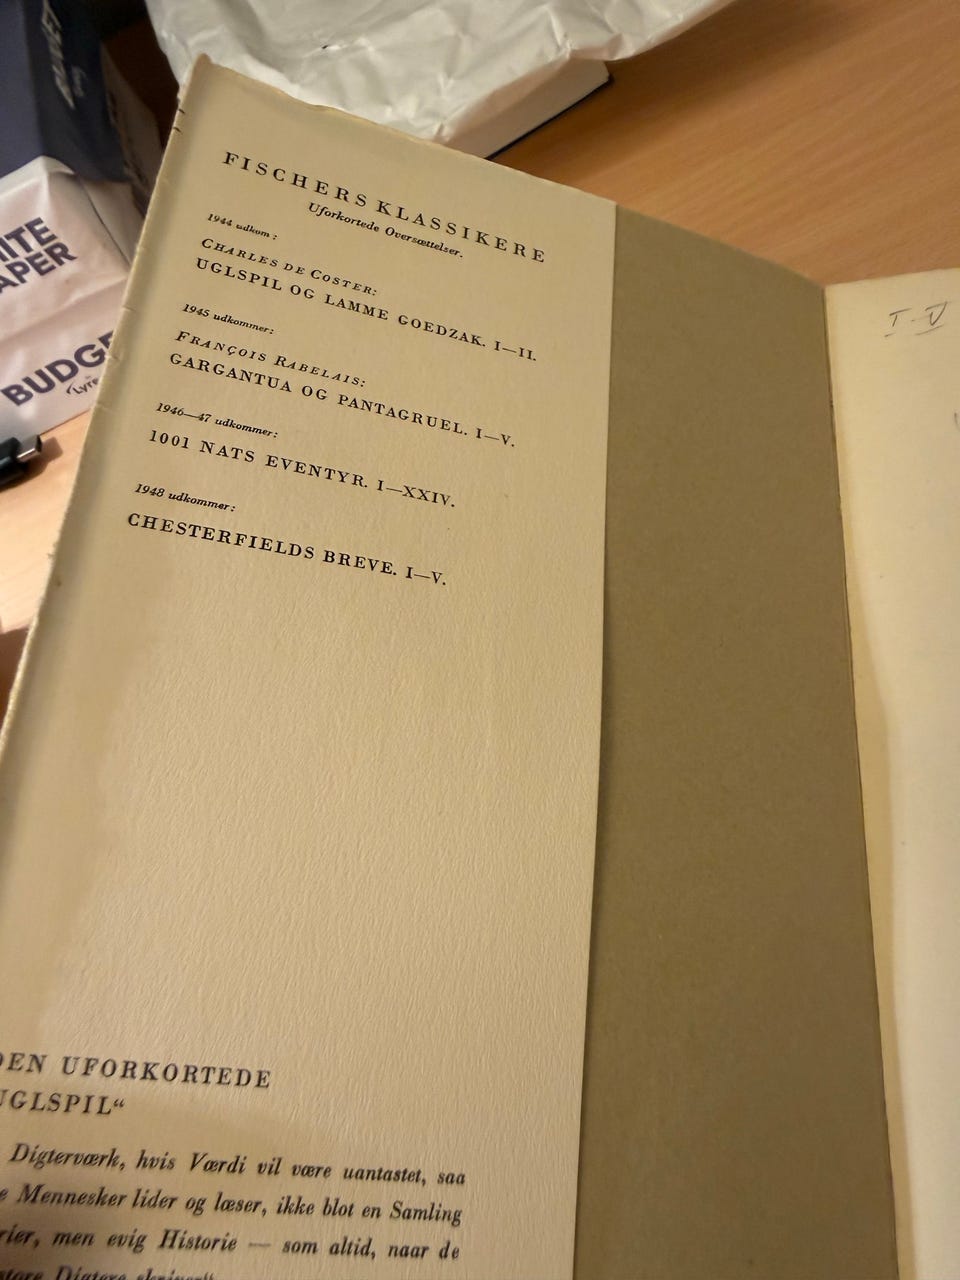 FISCHERS KLASSIKERE
Uforkortede Oversættelser.
1944 udkom:
CHARLES DE COSTER:
UGLSPIL OG LAMME GOEDZAK. I—II.
1945 udkommer:
FRANÇOIS RABELAIS:
GARGANTUA OG PANTAGRUEL. I—V.
1946—47 udkommer:
1001 NATS EVENTYR. I—XXIV.
1948 udkommer:
CHESTERFIELDS BREVE. I—V.
DEN UFORKORTEDE
UGLSPIL“
Digterværk, hvis Værdi vil være uantastet, saa
Mennesker lider og læser, ikke blot en Samling
men evig Historie — som altid, naar de
Digtere
I-V
BUDGE
Lyre